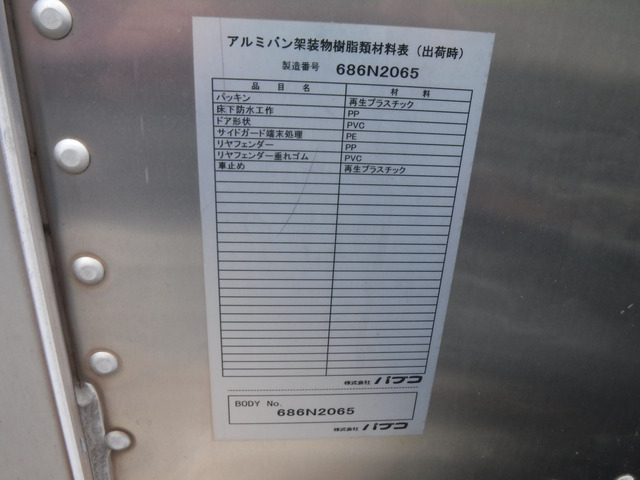 アルミバン架装物樹脂類材料表（出荷時）
製造番号 686N2065
品目名 材料
パッキン 再生プラスチック
床下防水工作 PP
ドア形状 PVC
サイドガード端末処理 PE
リヤフェンダー PP
リヤフェンダー垂れゴム PVC
車止め 再生プラスチック
株式会社 パブコ
BODY No. 686N2065
株式会社 パブコ